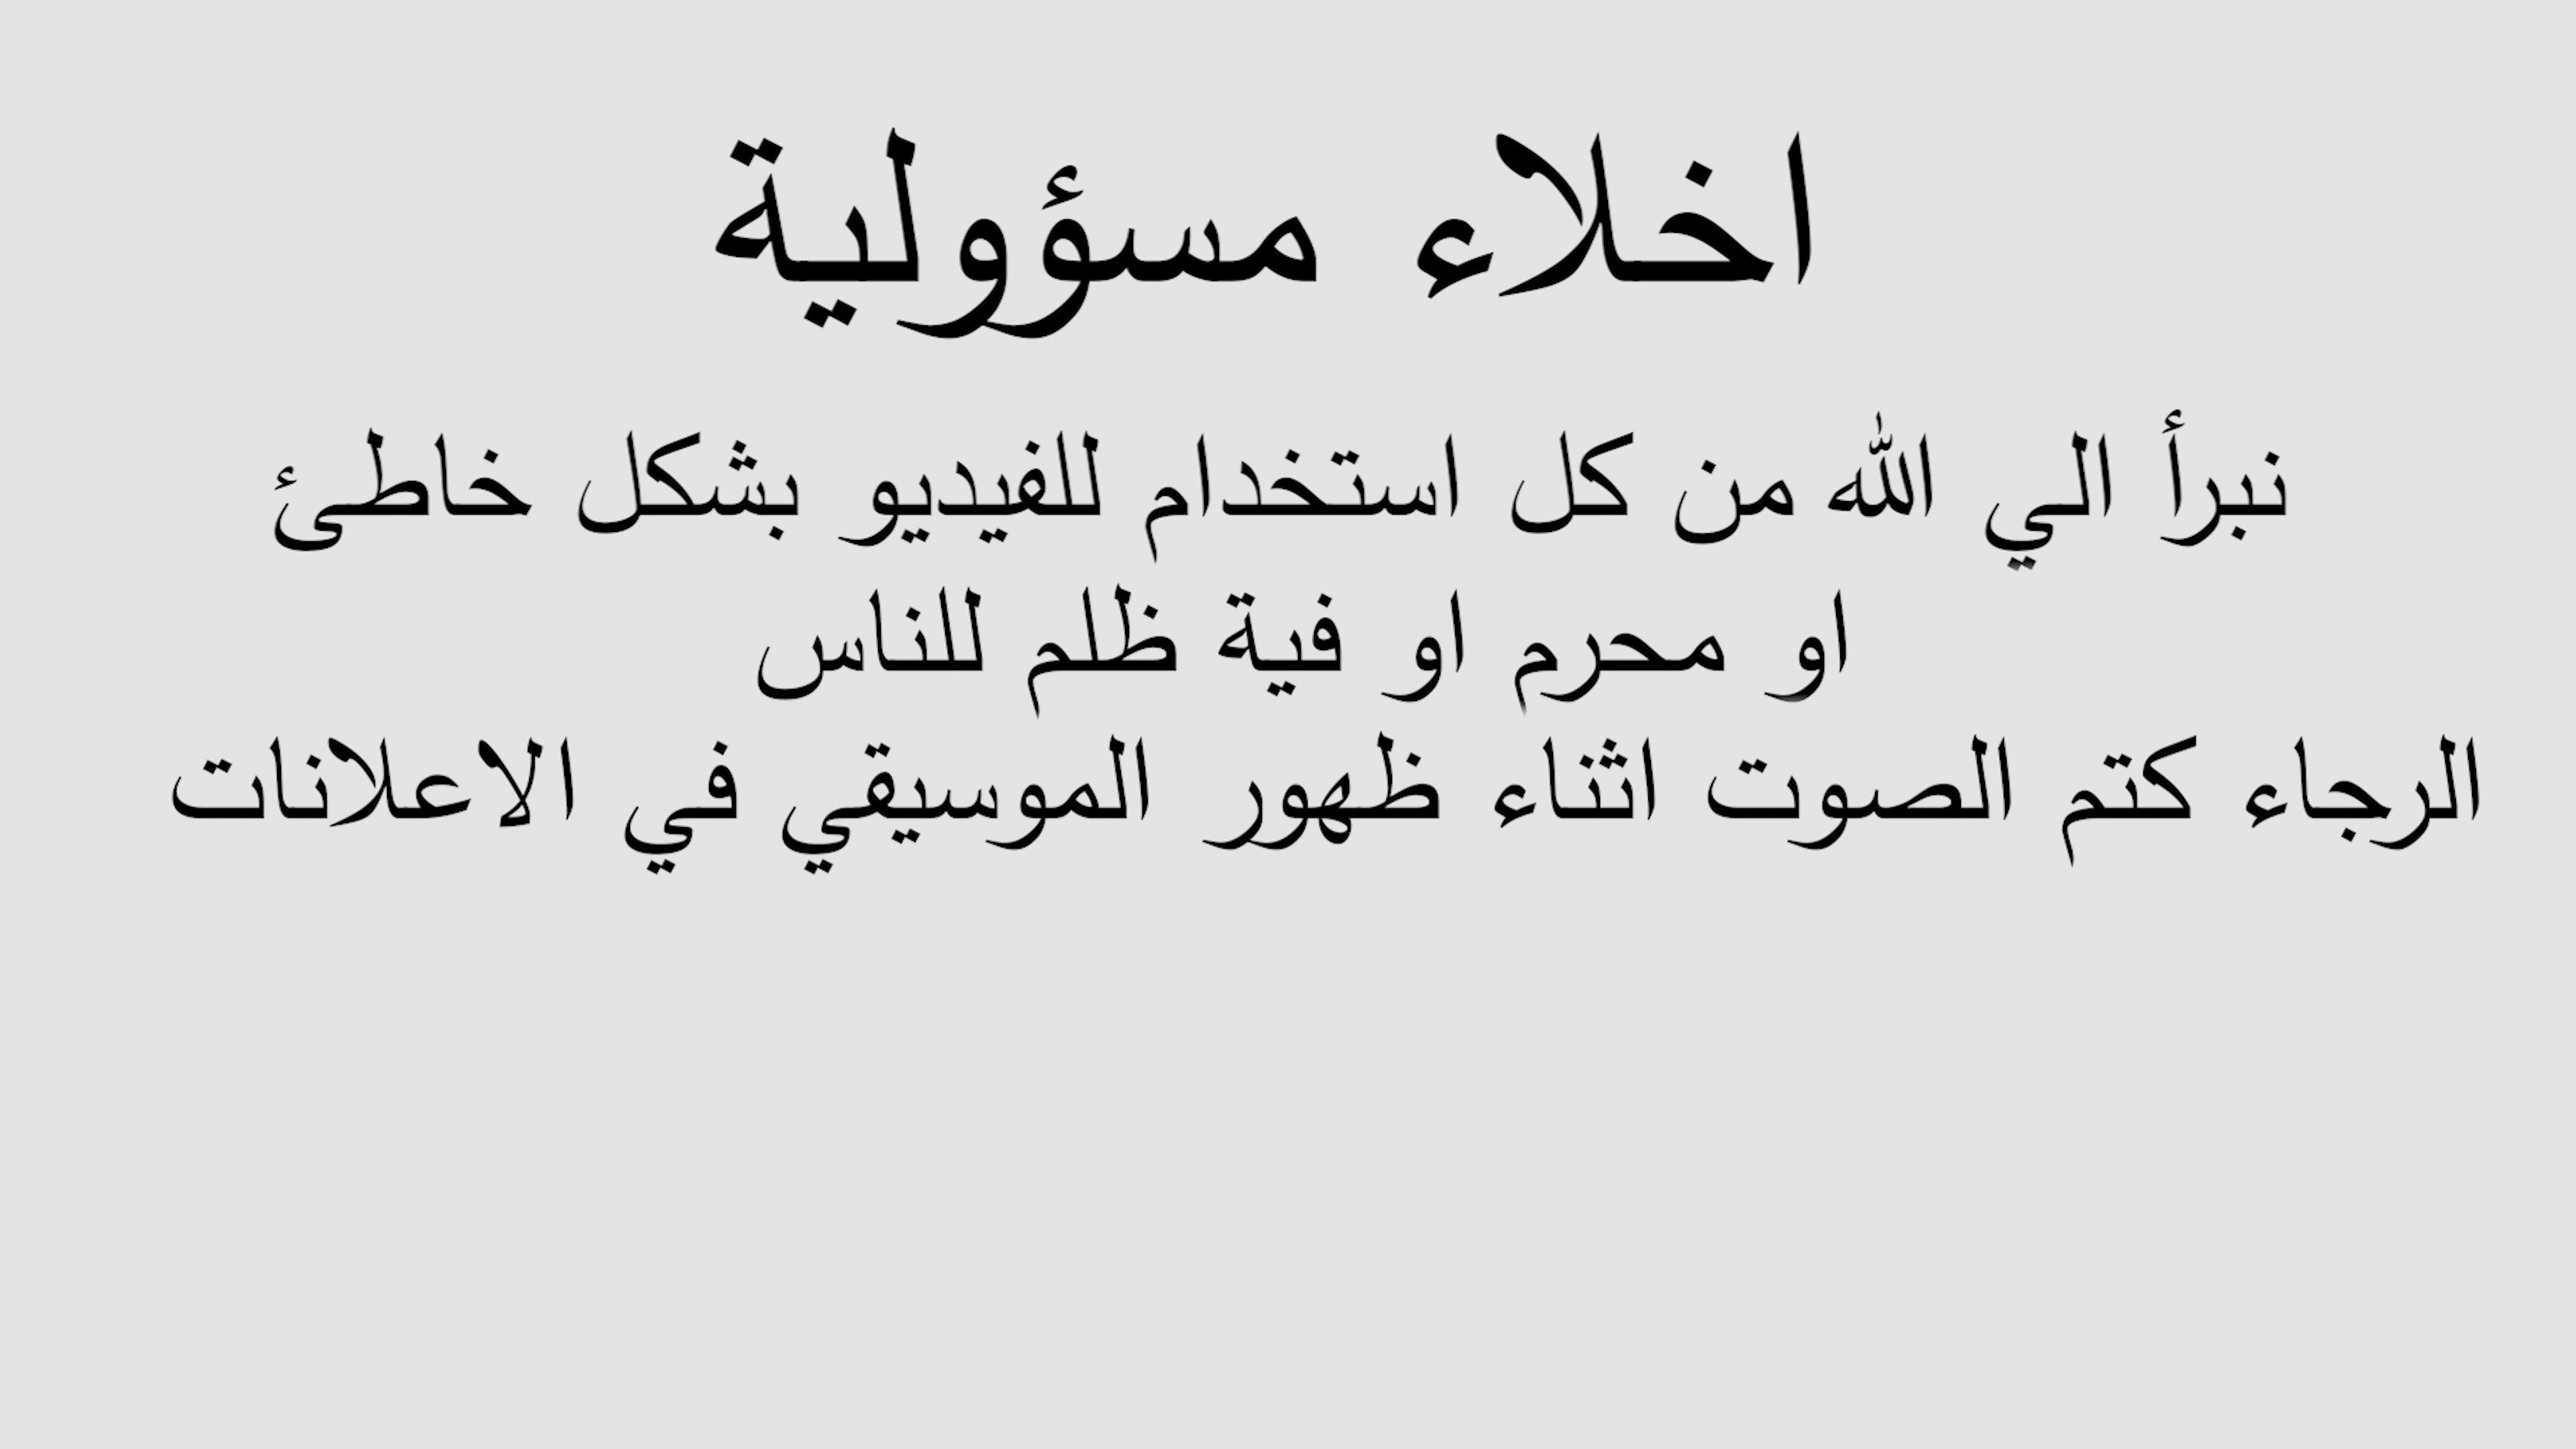 اخلاء مسؤولية
نبرأ الي الله من كل استخدام للفيديو بشكل خاطئ
او محرم او فية ظلم للناس
الرجاء كتم الصوت اثناء ظهور الموسيقي في الاعلانات